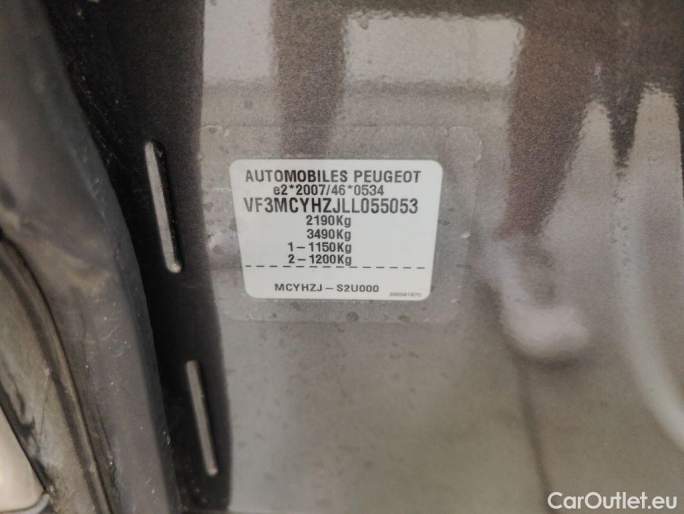 AUTOMOBILES PEUGEOT
e2*2007/46*0534
VF3MCYHZJLL055053
2190Kg
3490Kg
1-1150Kg
2-1200Kg
MCYHZJ-S2U000
CarOutlet.eu